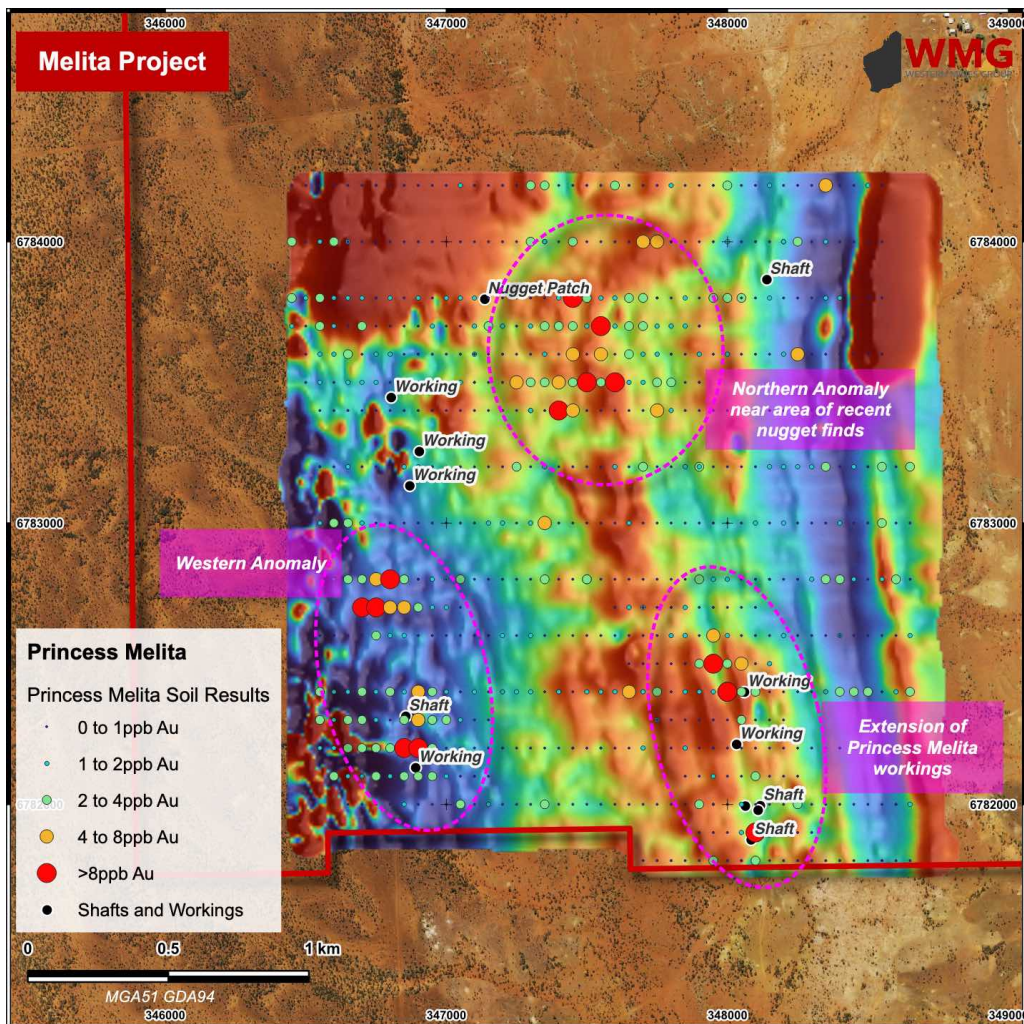 346000
347000
348000
349000
Melita Project
WMG
WESTERN MINES GROUP
6784000
6784000
Shaft
Nugget Patch
Working
Northern Anomaly
near area of recent
nugget finds
Working
Working
6783000
6783000
Western Anomaly
Princess Melita
Princess Melita Soil Results
0 to 1ppb Au
1 to 2ppb Au
2 to 4ppb Au
4 to 8ppb Au
>8ppb Au
Shafts and Workings
Working
Shaft
Working
Extension of
Princess Melita
workings
Working
Shaft
6782000
6782000
Shaft
0
0.5
1 km
MGA51 GDA94
346000
347000
348000
349000